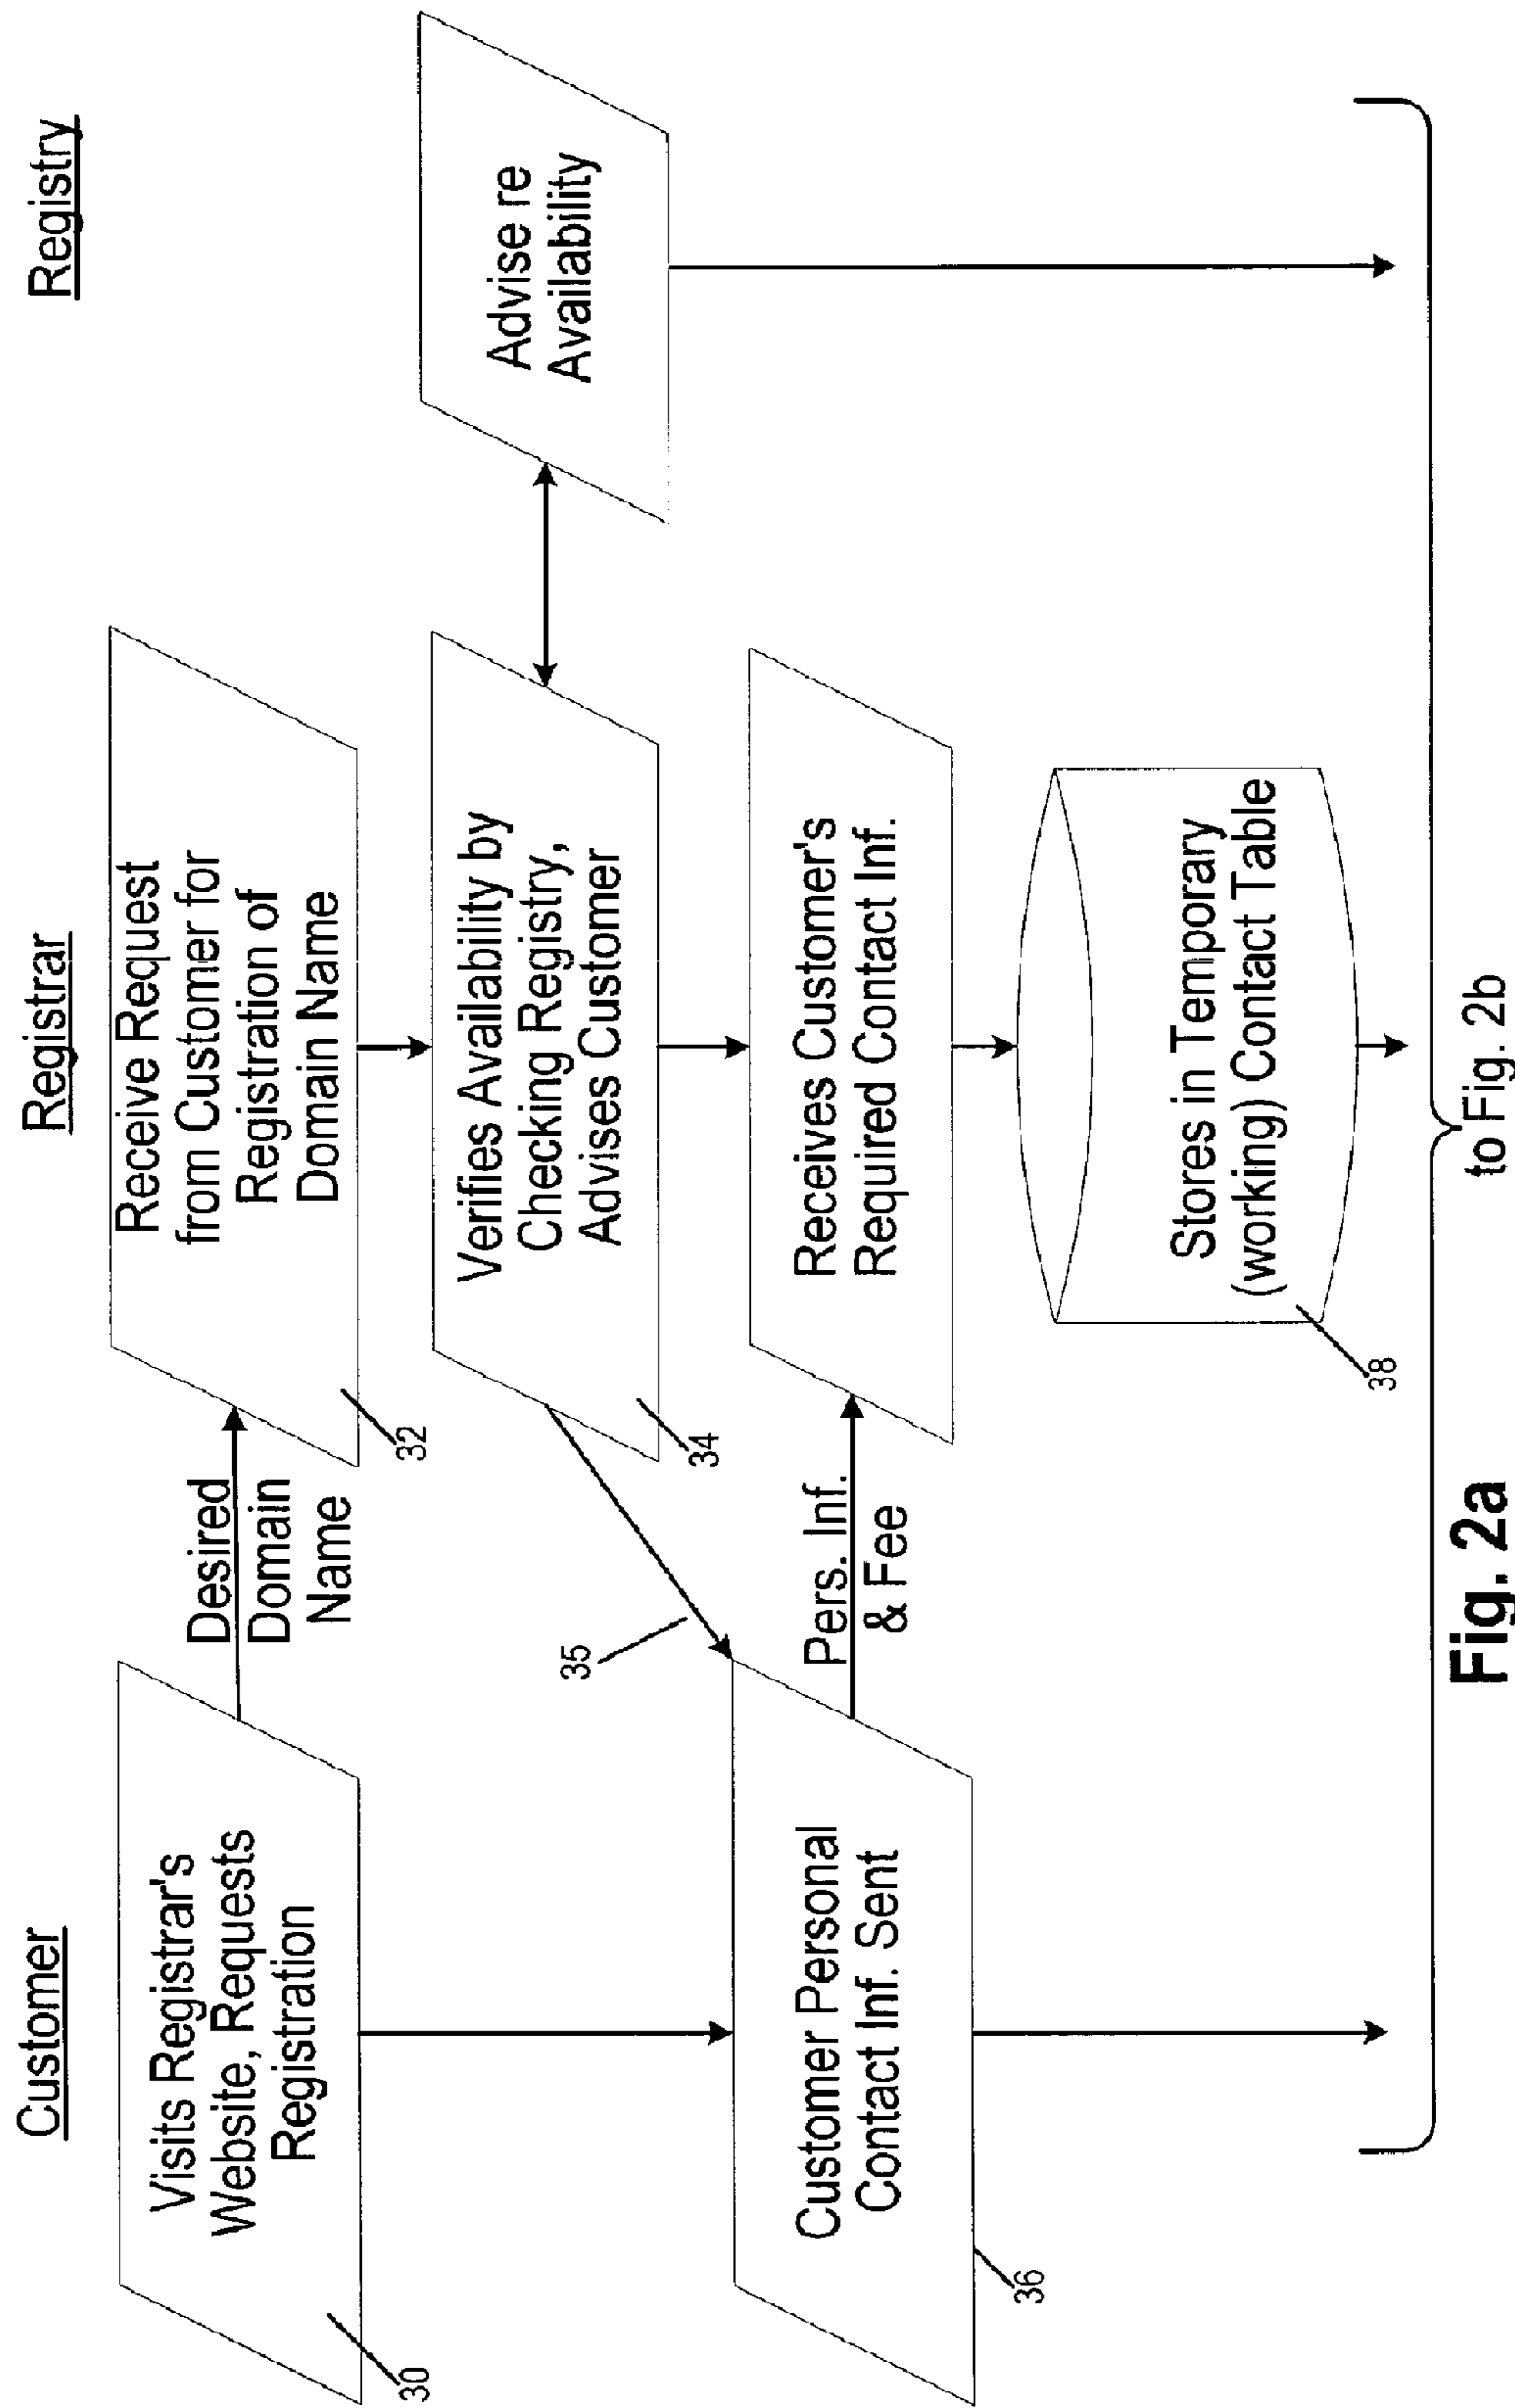 Customer
Registrar
Registry
Visits Registrar's
Website, Requests
Registration
30
Desired
Domain
Name
Receive Request
from Customer for
Registration of
Domain Name
32
Verifies Availability by
Checking Registry,
Advises Customer
34
Advise re
Availability
35
Customer Personal
Contact Inf. Sent
36
Pers. Inf.
& Fee
Receives Customer's
Required Contact Inf.
Stores in Temporary
(working) Contact Table
38
to Fig. 2b
Fig. 2a